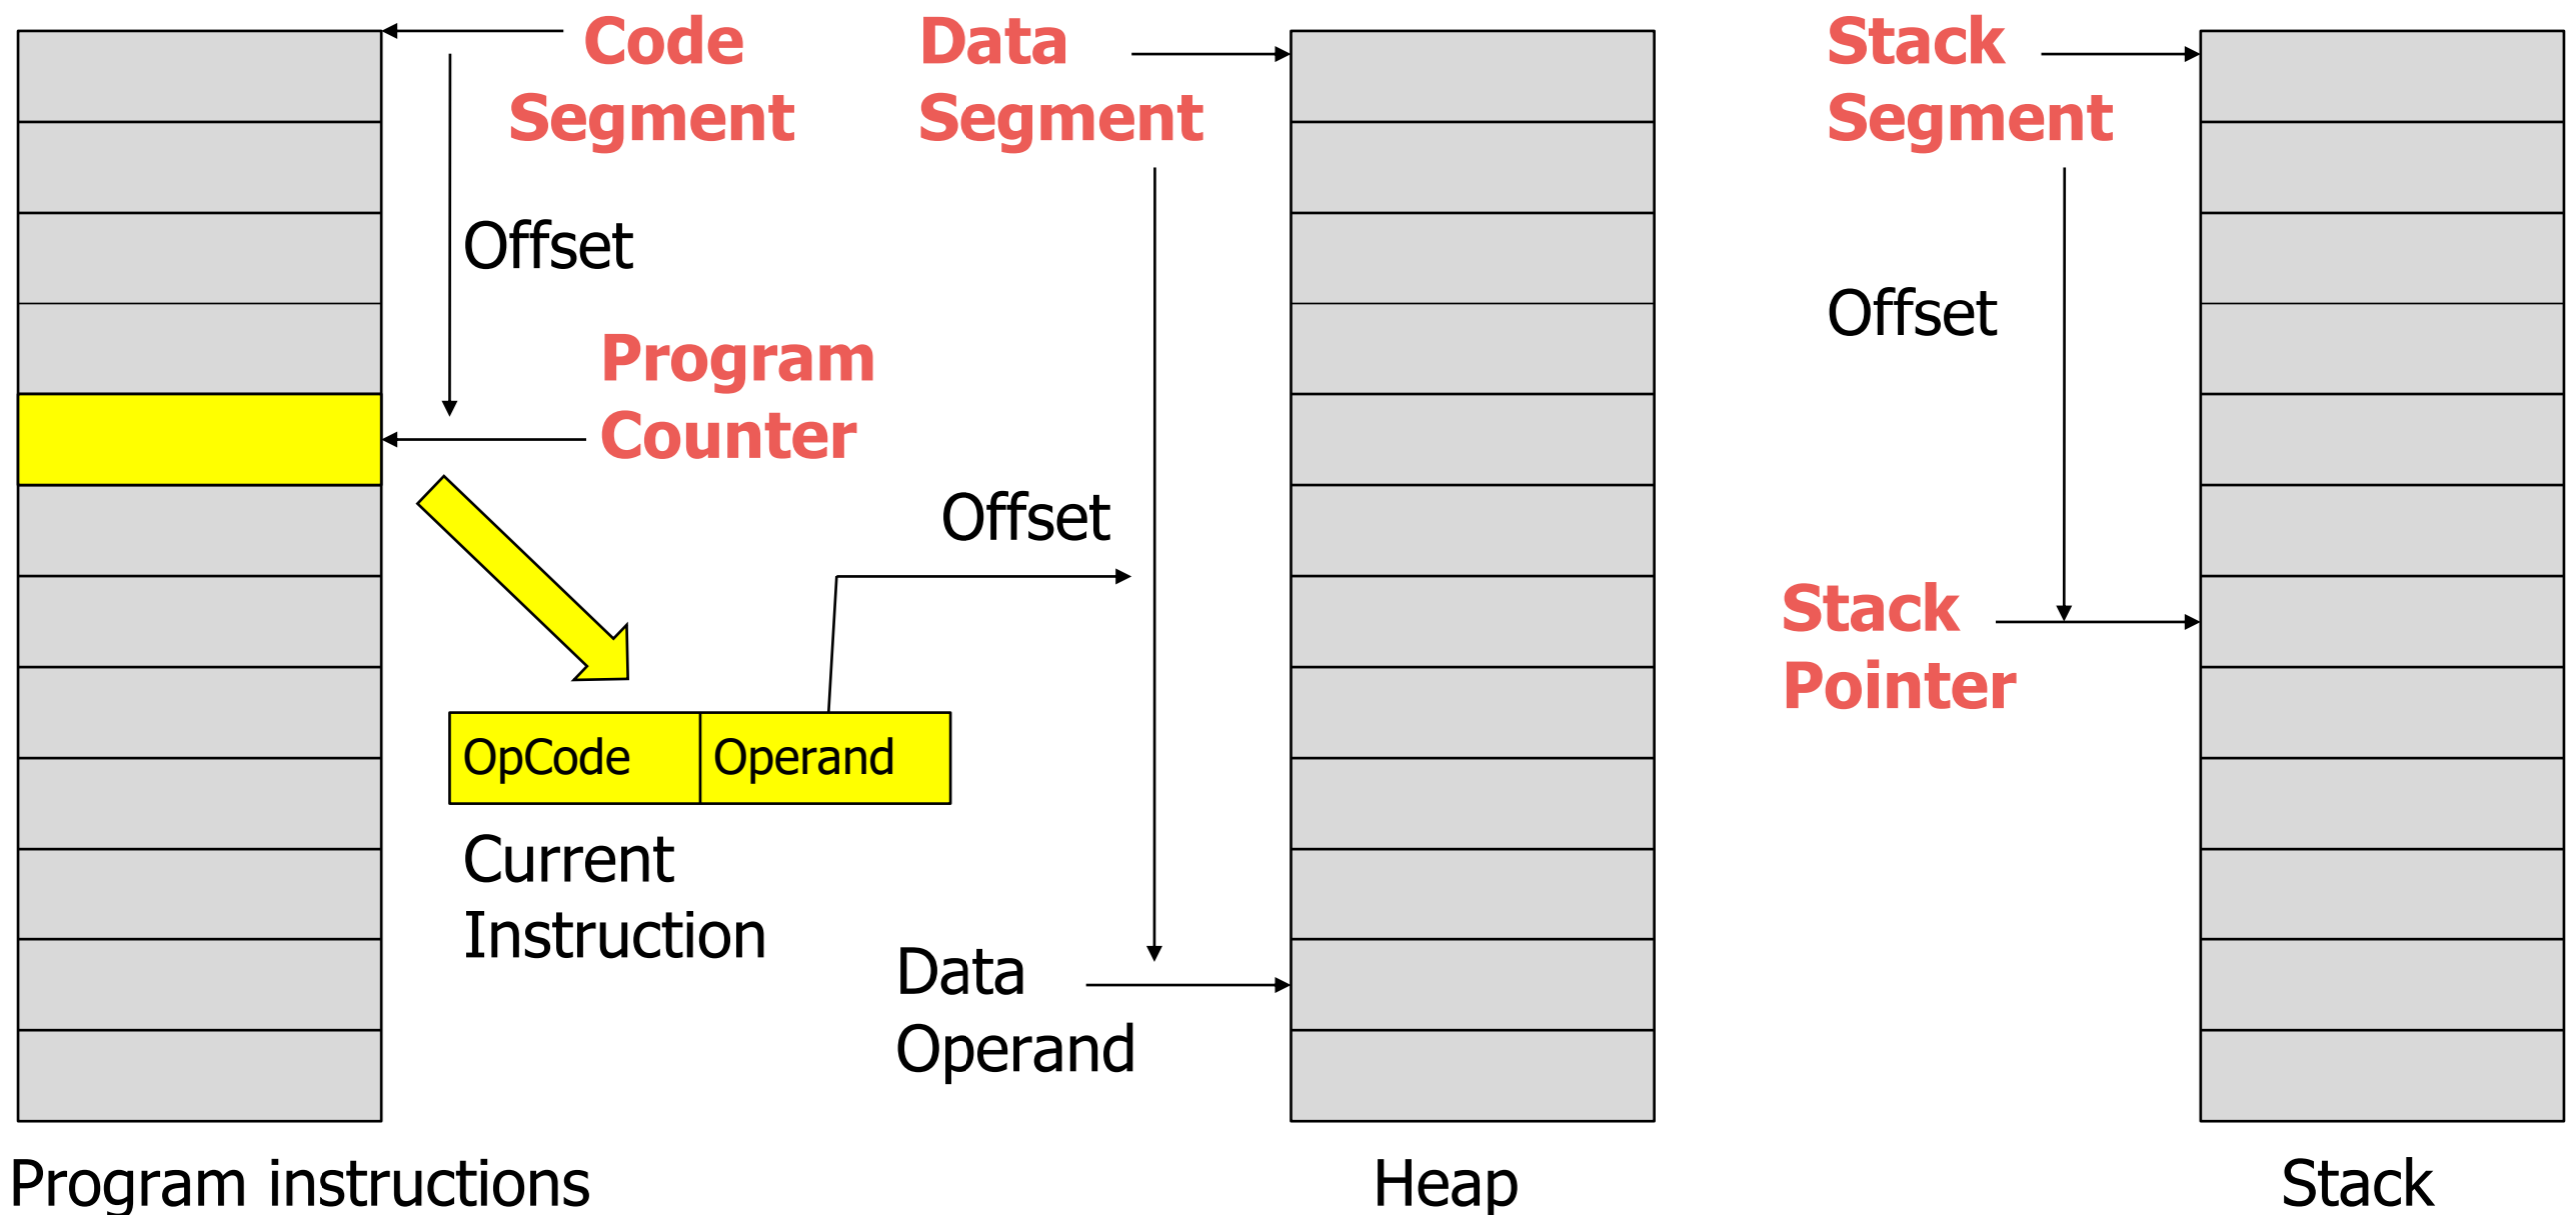 Code
Segment
Data
Segment
Stack
Segment
Offset
Offset
Program
Counter
Offset
Stack
Pointer
OpCode
Operand
Current
Instruction
Data
Operand
Program instructions
Heap
Stack